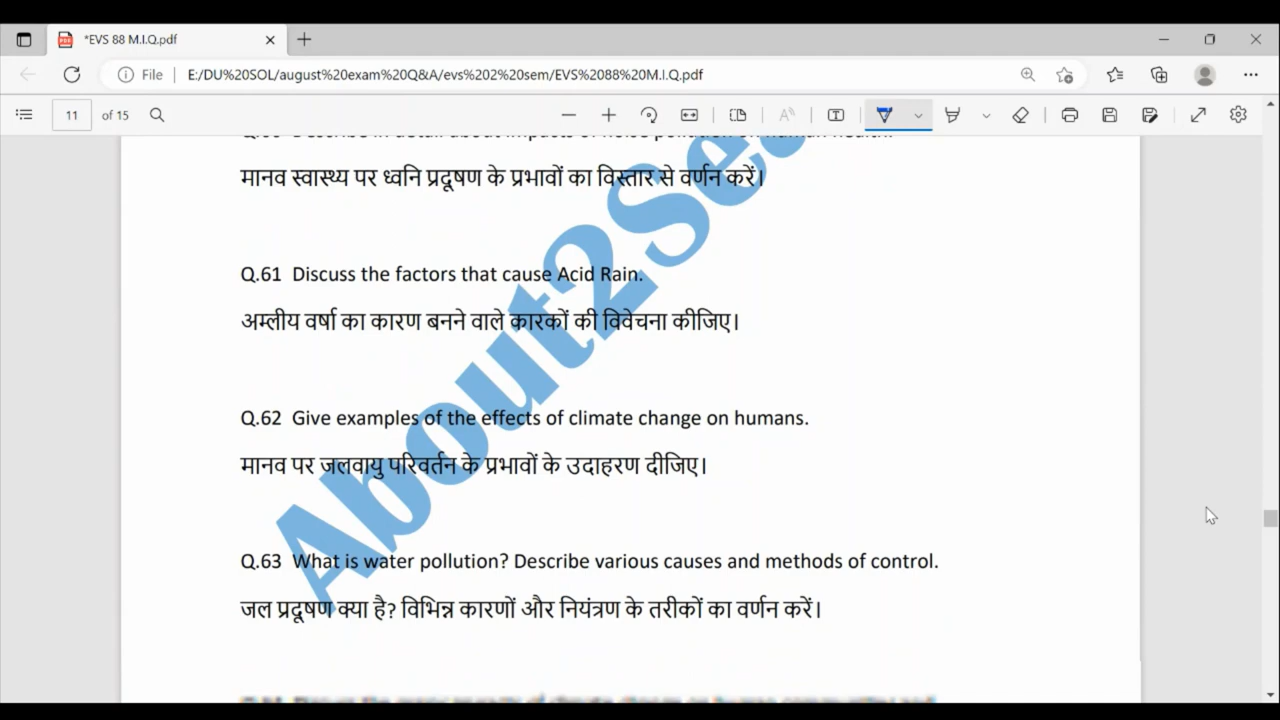 *EVS 88 M.I.Q.pdf
File E:/DU%20SOL/august%20exam%20Q&A/evs%202%20sem/EVS%2088%20M.I.Q.pdf
11 of 15
मानव स्वास्थ्य पर ध्वनि प्रदूषण के प्रभावों का विस्तार से वर्णन करें।
Q.61 Discuss the factors that cause Acid Rain.
अम्लीय वर्षा का कारण बनने वाले कारकों की विवेचना कीजिए।
Q.62 Give examples of the effects of climate change on humans.
मानव पर जलवायु परिवर्तन के प्रभावों के उदाहरण दीजिए।
Q.63 What is water pollution? Describe various causes and methods of control.
जल प्रदूषण क्या है? विभिन्न कारणों और नियंत्रण के तरीकों का वर्णन करें।
About2Sea